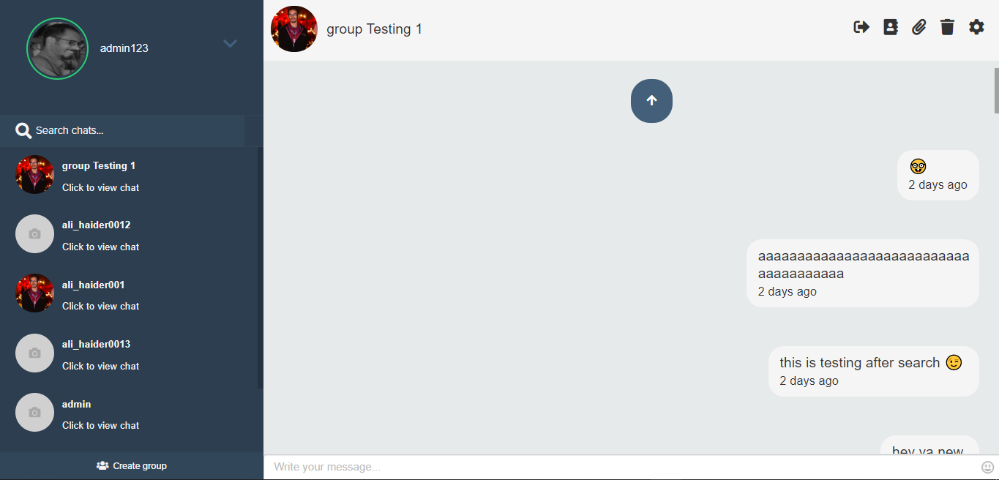 admin123
Search chats...
group Testing 1
Click to view chat
ali_haider0012
Click to view chat
ali_haider001
Click to view chat
ali_haider0013
Click to view chat
admin
Click to view chat
Create group
group Testing 1
2 days ago
aaaaaaaaaaaaaaaaaaaaaaaaaaa
aaaaaaaaaaa
2 days ago
this is testing after search 😉
2 days ago
hey ya new
Write your message...